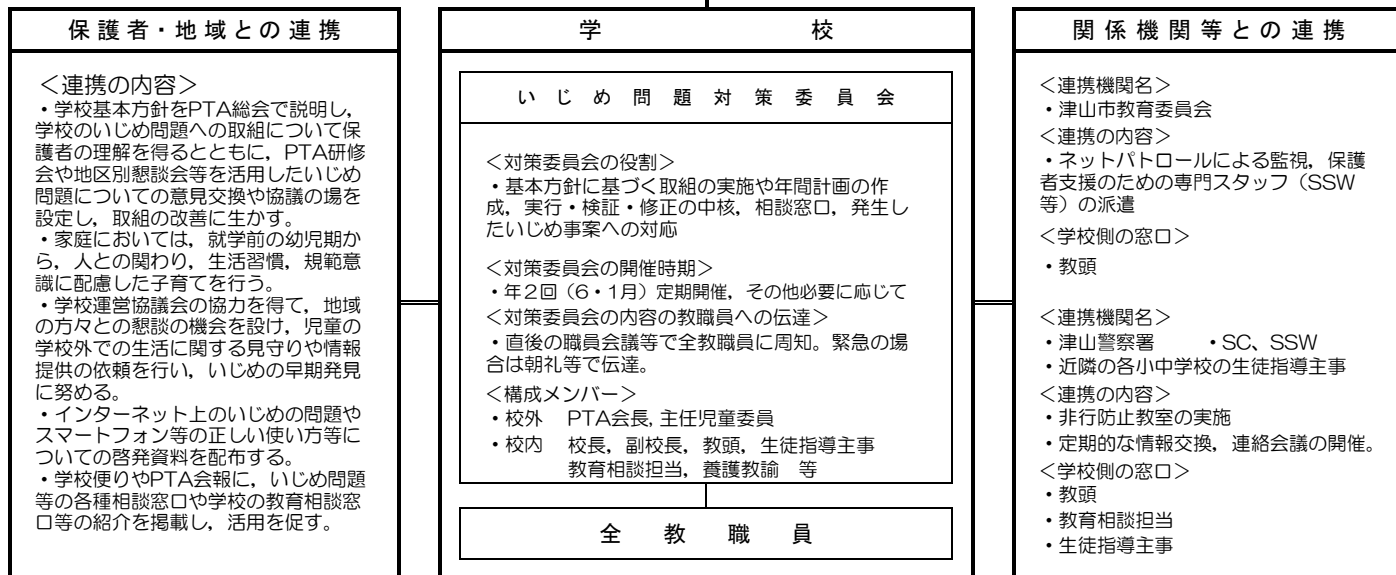 保護者・地域との連携
＜連携の内容＞
・学校基本方針をPTA総会で説明し，
学校のいじめ問題への取組について保
護者の理解を得るとともに，PTA研修
会や地区別懇談会等を活用したいじめ
問題についての意見交換や協議の場を
設定し，取組の改善に生かす。
・家庭においては，就学前の幼児期か
ら，人との関わり，生活習慣，規範意
識に配慮した子育てを行う。
・学校運営協議会の協力を得て，地域
の方々との懇談の機会を設け，児童の
学校外での生活に関する見守りや情報
提供の依頼を行い，いじめの早期発見
に努める。
・インターネット上のいじめの問題や
スマートフォン等の正しい使い方等に
ついての啓発資料を配布する。
・学校便りやPTA会報に，いじめ問題
等の各種相談窓口や学校の教育相談窓
口等の紹介を掲載し，活用を促す。
学校
いじめ問題対策委員会
＜対策委員会の役割＞
・基本方針に基づく取組の実施や年間計画の作
成，実行・検証・修正の中核，相談窓口，発生し
たいじめ事案への対応
＜対策委員会の開催時期＞
・年２回（6・1月）定期開催，その他必要に応じて
＜対策委員会の内容の教職員への伝達＞
・直後の職員会議等で全教職員に周知。緊急の場
合は朝礼等で伝達。
＜構成メンバー＞
・校外　PTA会長,主任児童委員
・校内　校長，副校長，教頭，生徒指導主事
教育相談担当，養護教諭　等
全教職員
関係機関等との連携
＜連携機関名＞
・津山市教育委員会
＜連携の内容＞
・ネットパトロールによる監視，保護
者支援のための専門スタッフ（SSW
等）の派遣
＜学校側の窓口＞
・教頭
＜連携機関名＞
・津山警察署　　・SC、SSW
・近隣の各小中学校の生徒指導主事
＜連携の内容＞
・非行防止教室の実施
・定期的な情報交換，連絡会議の開催。
＜学校側の窓口＞
・教頭
・教育相談担当
・生徒指導主事